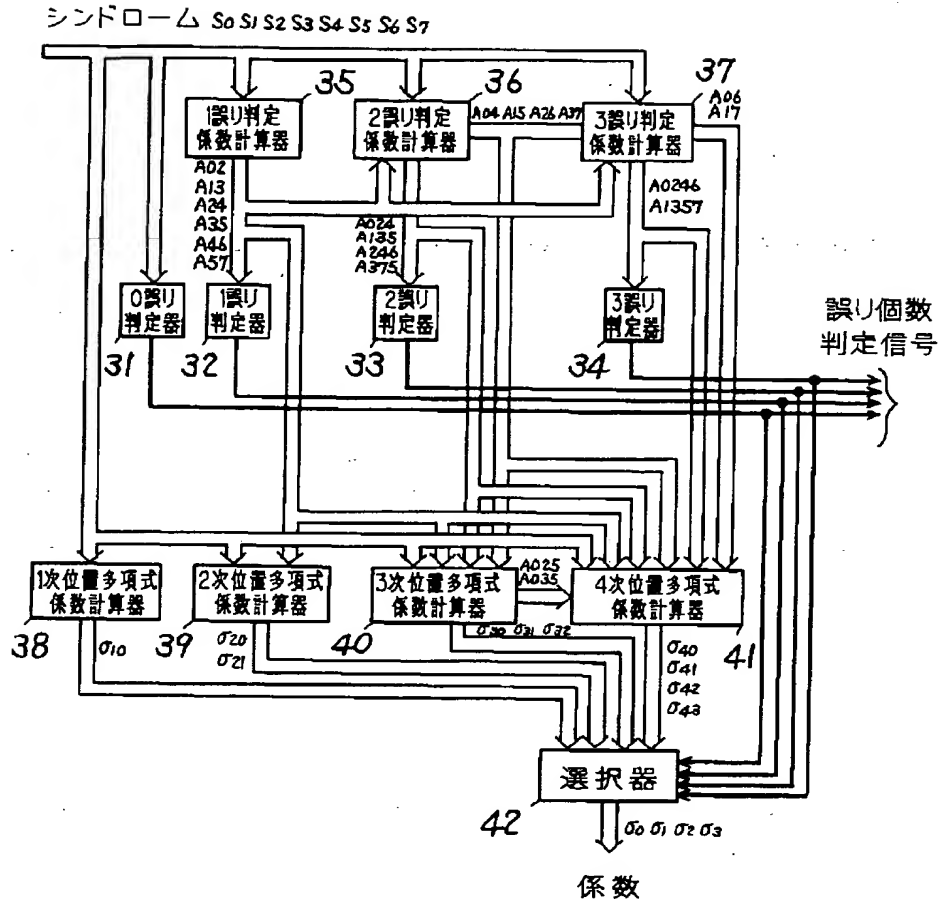 シンドローム S0 S1 S2 S3 S4 S5 S6 S7
35
36
37
1誤り判定
係数計算器
2誤り判定
係数計算器
A04 A15 A26 A37
3誤り判定
係数計算器
A06
A17
A02
A13
A24
A35
A46
A57
A024
A135
A246
A375
A0246
A1357
0誤り
判定器
1誤り
判定器
2誤り
判定器
3誤り
判定器
31
32
33
34
誤り個数
判定信号
1次位置多項式
係数計算器
2次位置多項式
係数計算器
3次位置多項式
係数計算器
A025
A035
4次位置多項式
係数計算器
38
σ10
39
σ20
σ21
40
σ30 σ31 σ32
σ40
σ41
σ42
σ43
41
選択器
42
σ0 σ1 σ2 σ3
係数